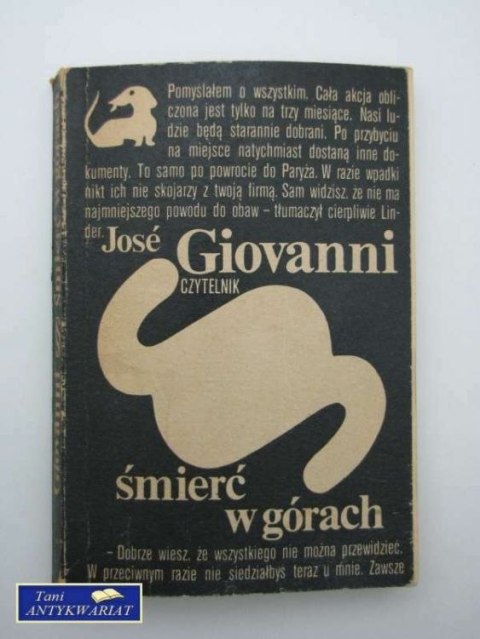 Pomyślałem o wszystkim. Cała akcja obli-
czona jest tylko na trzy miesiące. Nasi lu-
dzie będą starannie dobrani. Po przybyciu
na miejsce natychmiast dostaną inne do-
kumenty. To samo po powrocie do Paryża. W razie wpadki
nikt ich nie skojarzy z twoją firmą. Sam widzisz, że nie ma
najmniejszego powodu do obaw – tłumaczył cierpliwie Lin-
der.
José Giovanni
CZYTELNIK
śmierć
w górach
– Dobrze wiesz, że wszystkiego nie można przewidzieć.
W przeciwnym razie nie siedziałbyś teraz u mnie. Zawsze
Tani
ANTYKWARIAT